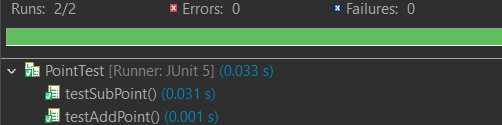 Runs: 2/2 Errors: 0 Failures: 0
PointTest [Runner: JUnit 5] (0.033 s)
testSubPoint() (0.031 s)
testAddPoint() (0.001 s)